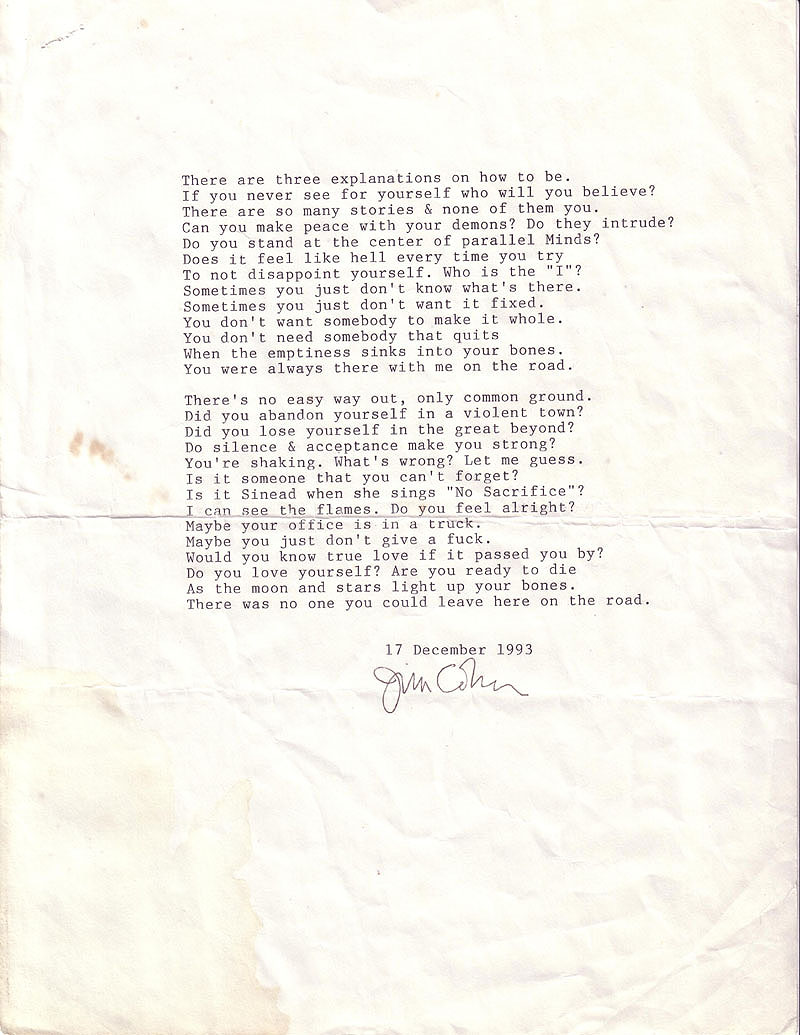 There are three explanations on how to be.
If you never see for yourself who will you believe?
There are so many stories & none of them you.
Can you make peace with your demons? Do they intrude?
Do you stand at the center of parallel Minds?
Does it feel like hell every time you try
To not disappoint yourself. Who is the "I"?
Sometimes you just don't know what's there.
Sometimes you just don't want it fixed.
You don't want somebody to make it whole.
You don't need somebody that quits
When the emptiness sinks into your bones.
You were always there with me on the road.
There's no easy way out, only common ground.
Did you abandon yourself in a violent town?
Did you lose yourself in the great beyond?
Do silence & acceptance make you strong?
You're shaking. What's wrong? Let me guess.
Is it someone that you can't forget?
Is it Sinead when she sings "No Sacrifice"?
I can see the flames. Do you feel alright?
Maybe your office is in a truck.
Maybe you just don't give a fuck.
Would you know true love if it passed you by?
Do you love yourself? Are you ready to die
As the moon and stars light up your bones.
There was no one you could leave here on the road.
17 December 1993
Jim Cohn